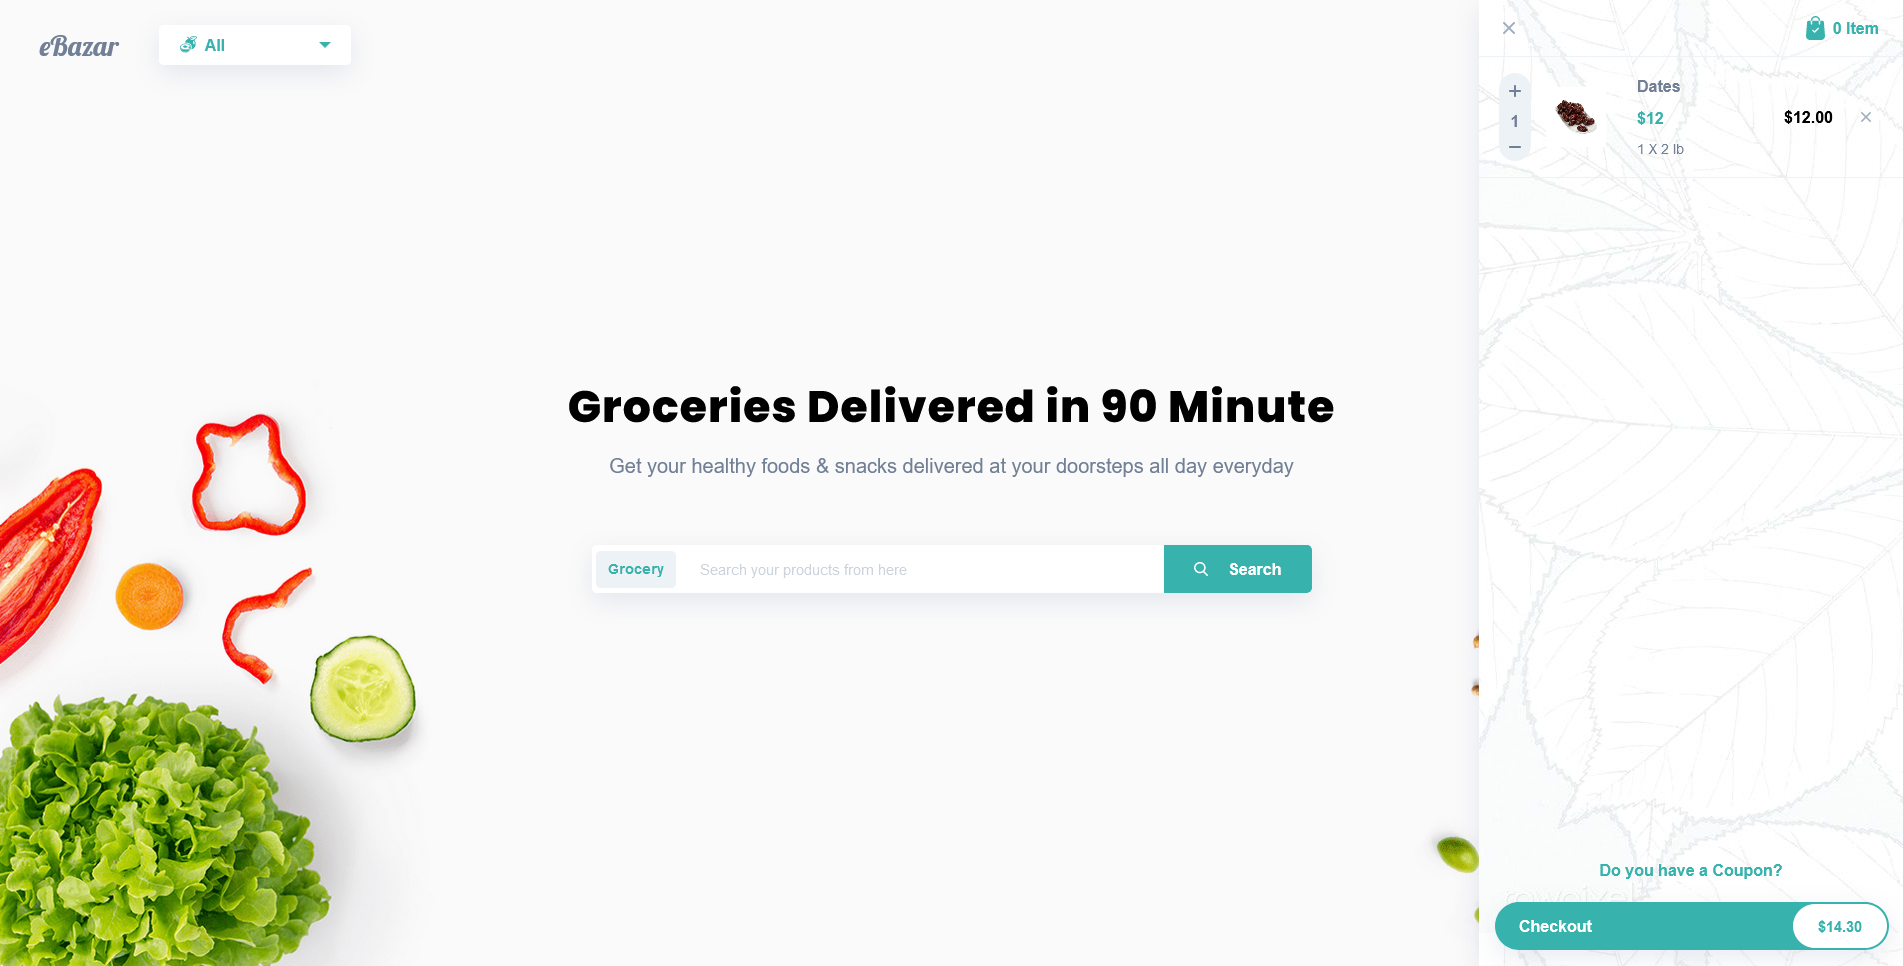 eBazar
All
0 Item
Dates
$12
1 X 2 lb
1
$12.00
Groceries Delivered in 90 Minute
Get your healthy foods & snacks delivered at your doorsteps all day everyday
Grocery
Search your products from here
Search
Do you have a Coupon?
Checkout
$14.30